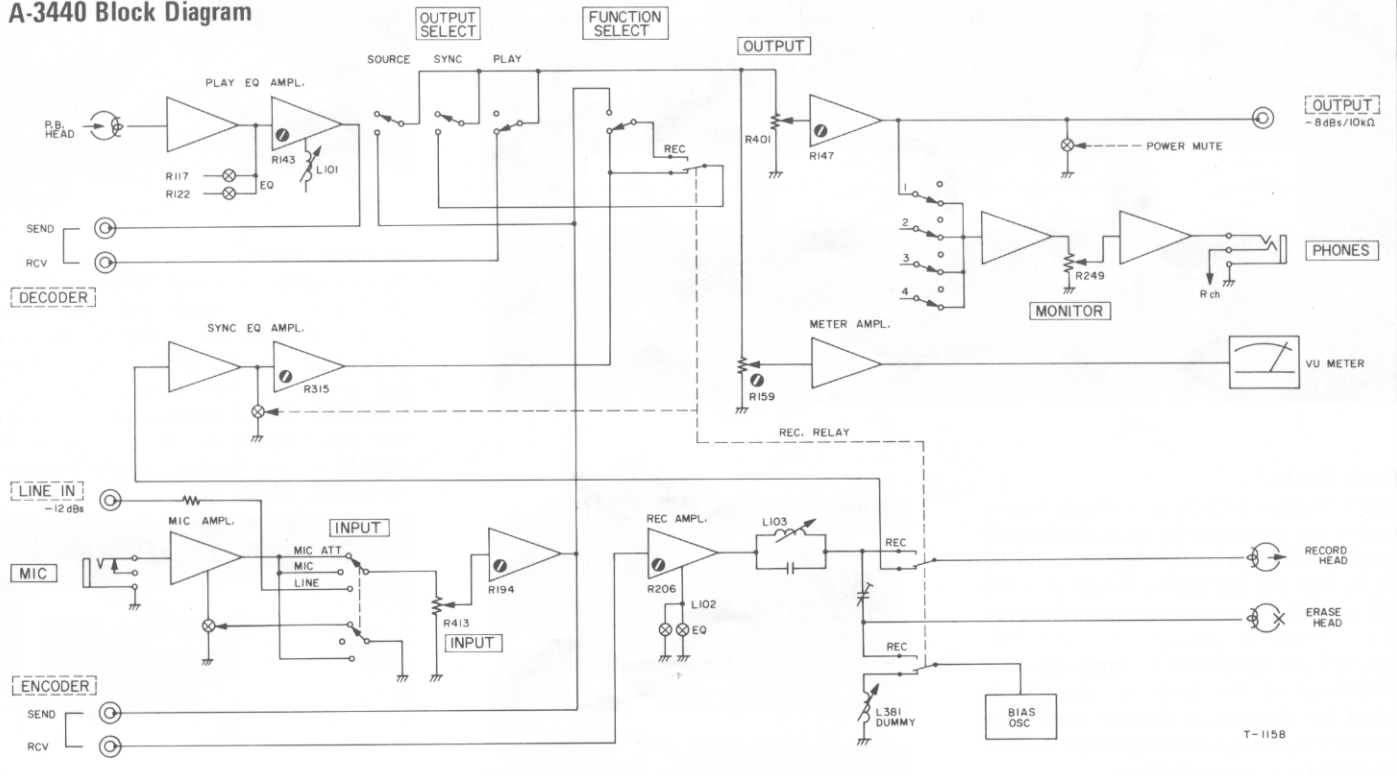 A-3440 Block Diagram
OUTPUT
SELECT
FUNCTION
SELECT
OUTPUT
SOURCE
SYNC
PLAY
PLAY EQ AMPL.
P.B.
HEAD
R143
L101
R117
R122
EQ
REC
R401
R147
OUTPUT
-8dBs/10kΩ
POWER MUTE
SEND
RCV
DECODER
1
2
3
4
R249
MONITOR
R ch
PHONES
SYNC EQ AMPL.
R315
METER AMPL.
R159
VU METER
REC. RELAY
LINE IN
-12dBs
MIC AMPL.
INPUT
MIC ATT
MIC
LINE
MIC
R413
INPUT
R194
REC AMPL.
R206
L102
EQ
L103
REC
RECORD
HEAD
ERASE
HEAD
REC
L381
DUMMY
BIAS
OSC
ENCODER
SEND
RCV
T-1158